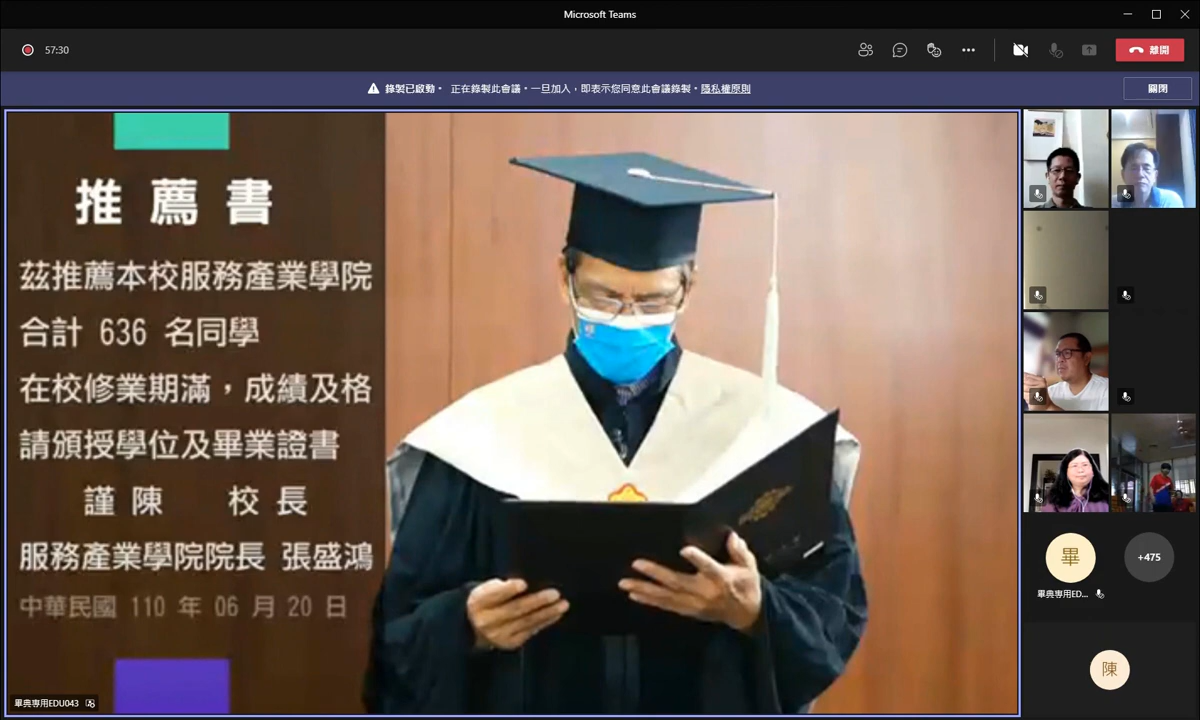 Microsoft Teams
57:30
離開
錄製已啟動。 正在錄製此會議。一旦加入，即表示您同意此會議錄製。隱私權原則
關閉
推薦書
茲推薦本校服務產業學院
合計 636 名同學
在校修業期滿，成績及格
請頒授學位及畢業證書
謹陳 校長
服務產業學院院長 張盛鴻
中華民國 110 年 06 月 20 日
畢典專用EDU043
畢
+475
畢典專用ED...
陳